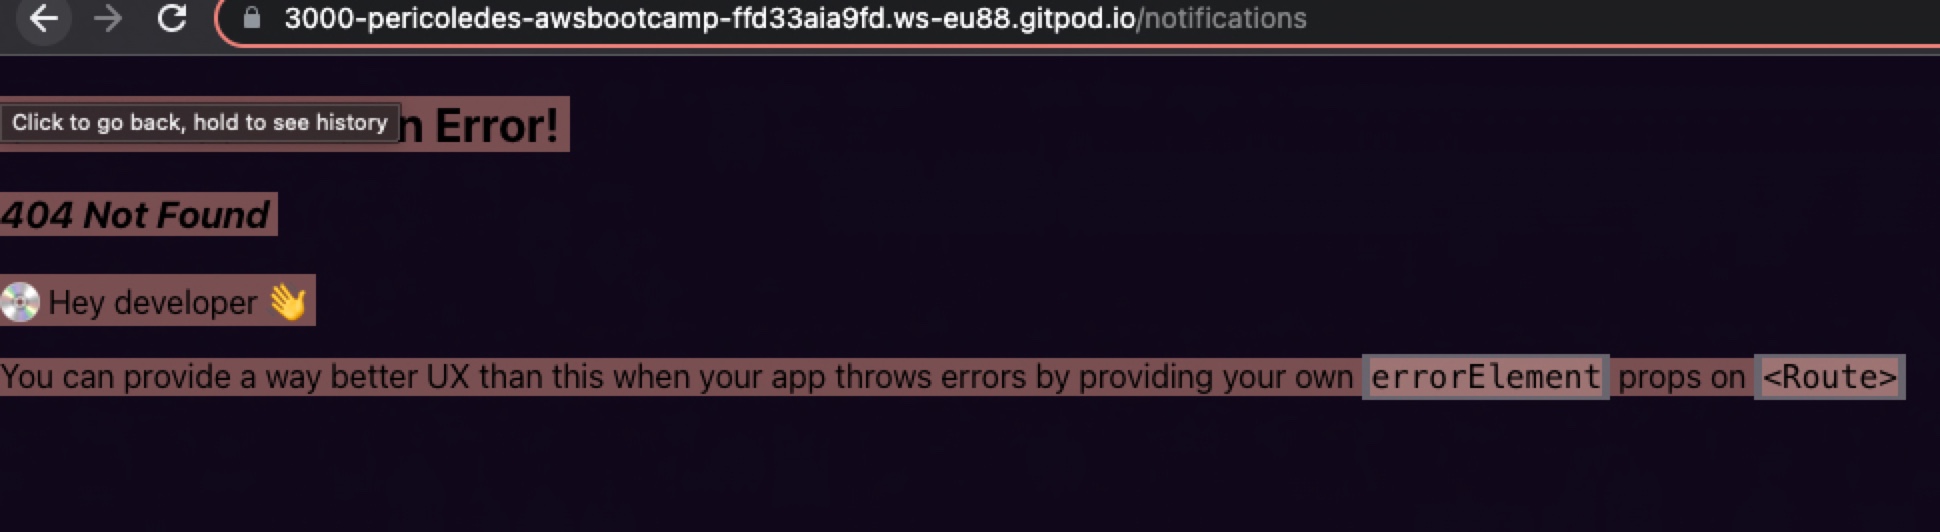 3000-pericoledes-awsbootcamp-ffd33aia9fd.ws-eu88.gitpod.io/notifications
Click to go back, hold to see history
n Error!
404 Not Found
💿 Hey developer 👋
You can provide a way better UX than this when your app throws errors by providing your own errorElement props on <Route>